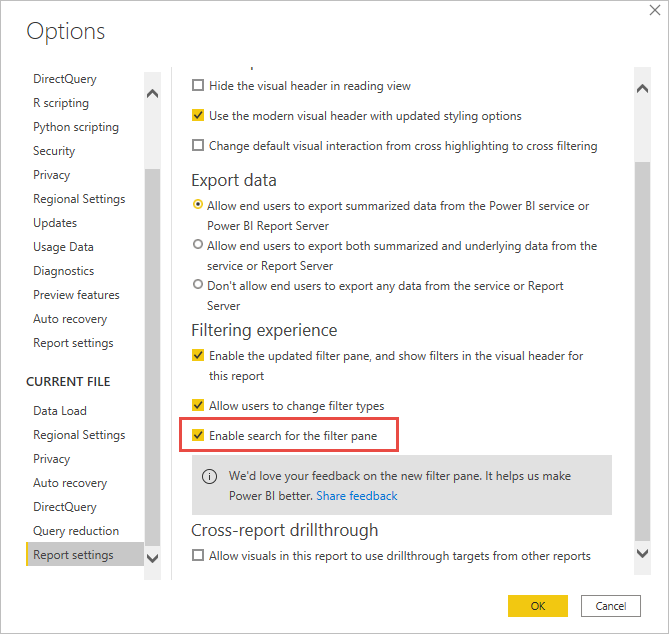 Options
DirectQuery
R scripting
Python scripting
Security
Privacy
Regional Settings
Updates
Usage Data
Diagnostics
Preview features
Auto recovery
Report settings
CURRENT FILE
Data Load
Regional Settings
Privacy
Auto recovery
DirectQuery
Query reduction
Report settings
Hide the visual header in reading view
Use the modern visual header with updated styling options
Change default visual interaction from cross highlighting to cross filtering
Export data
Allow end users to export summarized data from the Power BI service or
Power BI Report Server
Allow end users to export both summarized and underlying data from the
service or Report Server
Don't allow end users to export any data from the service or Report
Server
Filtering experience
Enable the updated filter pane, and show filters in the visual header for
this report
Allow users to change filter types
Enable search for the filter pane
We'd love your feedback on the new filter pane. It helps us make
Power BI better. Share feedback
Cross-report drillthrough
Allow visuals in this report to use drillthrough targets from other reports
OK
Cancel